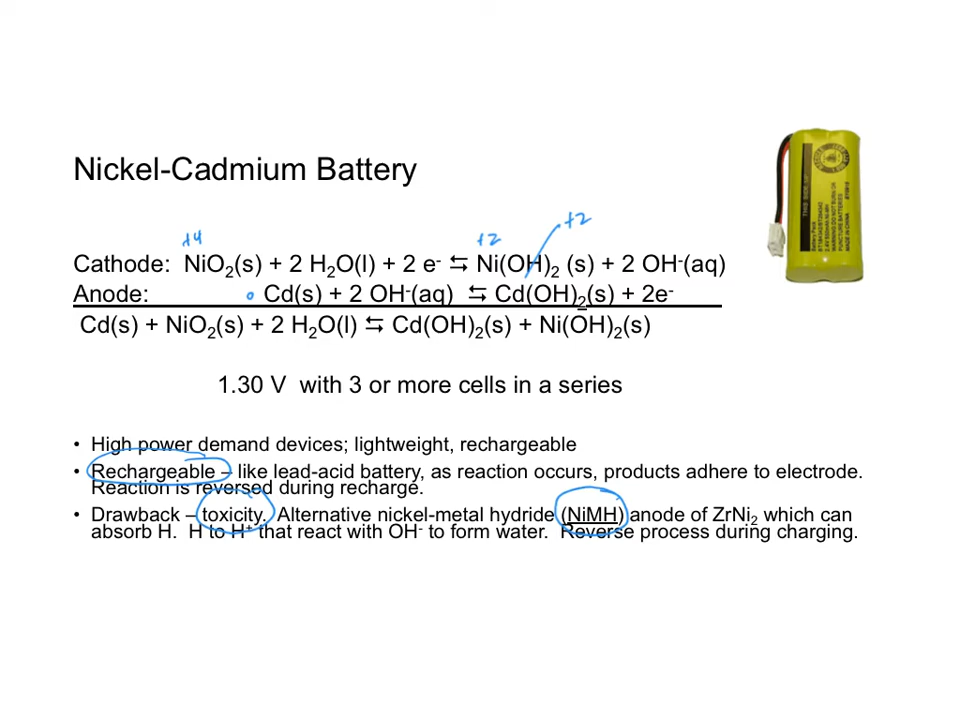 Nickel-Cadmium Battery
+4 +2 +2
Cathode: NiO₂(s) + 2 H₂O(l) + 2 e⁻ ⇆ Ni(OH)₂ (s) + 2 OH⁻(aq)
Anode: 0 Cd(s) + 2 OH⁻(aq) ⇆ Cd(OH)₂(s) + 2e⁻
Cd(s) + NiO₂(s) + 2 H₂O(l) ⇆ Cd(OH)₂(s) + Ni(OH)₂(s)
1.30 V with 3 or more cells in a series
• High power demand devices; lightweight, rechargeable
• Rechargeable – like lead-acid battery, as reaction occurs, products adhere to electrode.
Reaction is reversed during recharge.
• Drawback – toxicity. Alternative nickel-metal hydride (NiMH) anode of ZrNi₂ which can
absorb H. H to H⁺ that react with OH⁻ to form water. Reverse process during charging.